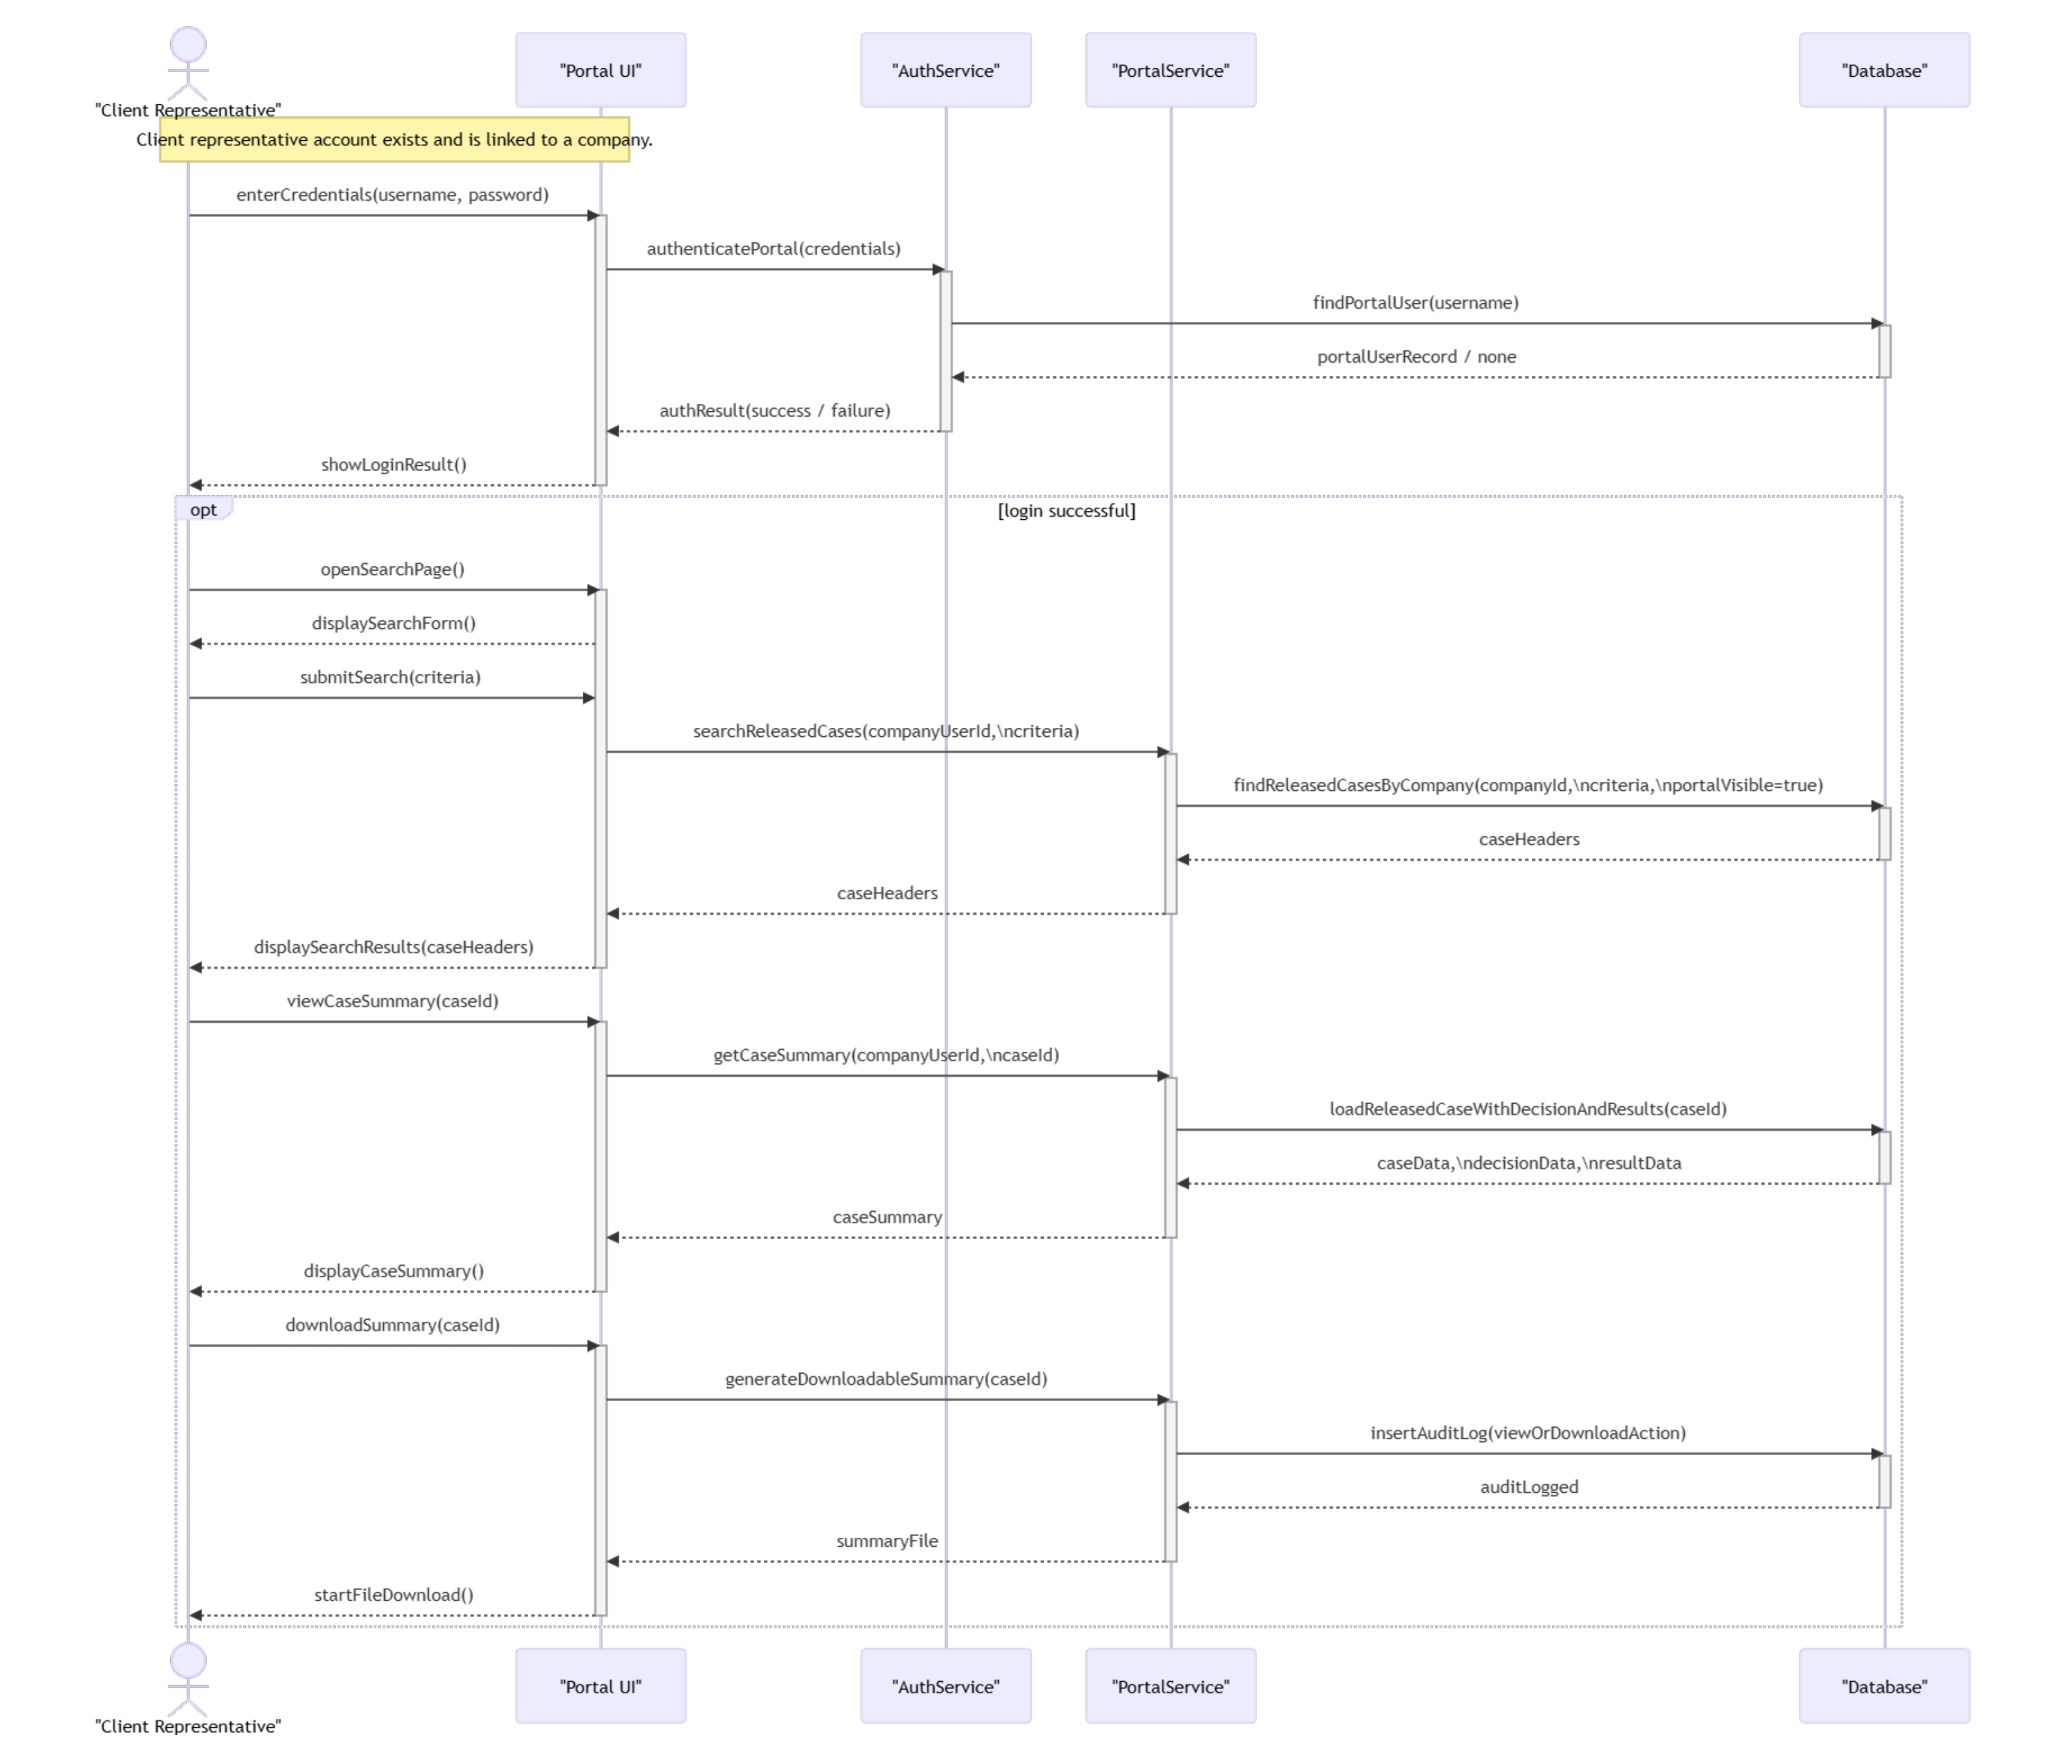 "Portal UI"
"AuthService"
"PortalService"
"Database"
"Client Representative"
Client representative account exists and is linked to a company.
enterCredentials(username, password)
authenticatePortal(credentials)
findPortalUser(username)
portalUserRecord / none
authResult(success / failure)
showLoginResult()
opt
[login successful]
openSearchPage()
displaySearchForm()
submitSearch(criteria)
searchReleasedCases(companyUserId,\ncriteria)
findReleasedCasesByCompany(companyId,\ncriteria,\nportalVisible=true)
caseHeaders
caseHeaders
displaySearchResults(caseHeaders)
viewCaseSummary(caseId)
getCaseSummary(companyUserId,\ncaseId)
loadReleasedCaseWithDecisionAndResults(caseId)
caseData,\ndecisionData,\nresultData
caseSummary
displayCaseSummary()
downloadSummary(caseId)
generateDownloadableSummary(caseId)
insertAuditLog(viewOrDownloadAction)
auditLogged
summaryFile
startFileDownload()
"Portal UI"
"AuthService"
"PortalService"
"Database"
"Client Representative"